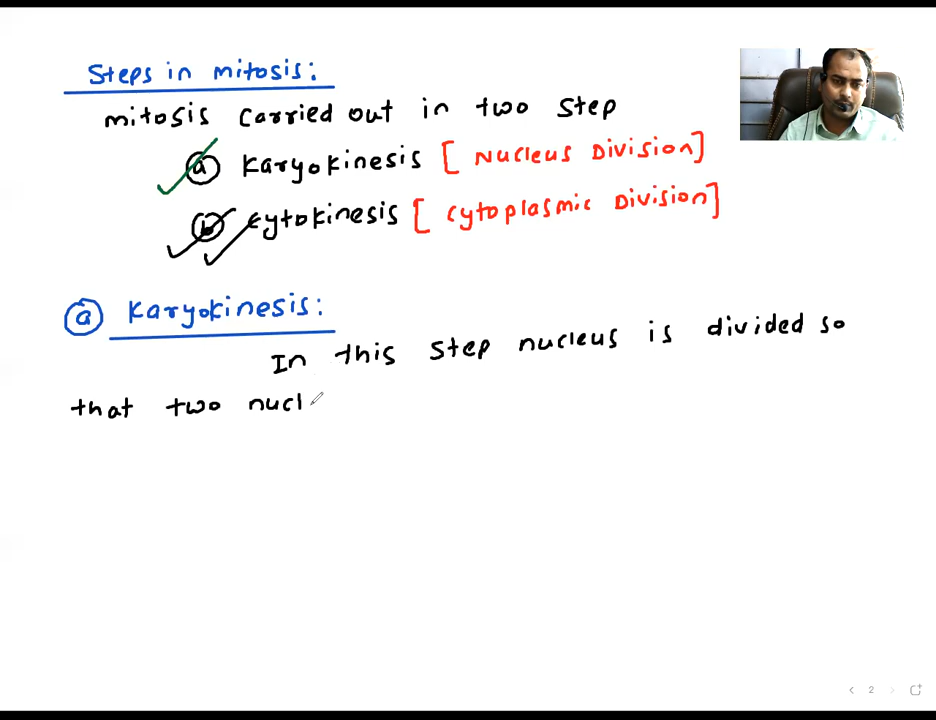 Steps in mitosis:
mitosis carried out in two step
(a) Karyokinesis [Nucleus Division]
(b) Cytokinesis [Cytoplasmic Division]
(a) Karyokinesis:
In this step nucleus is divided so
that two nucl
2